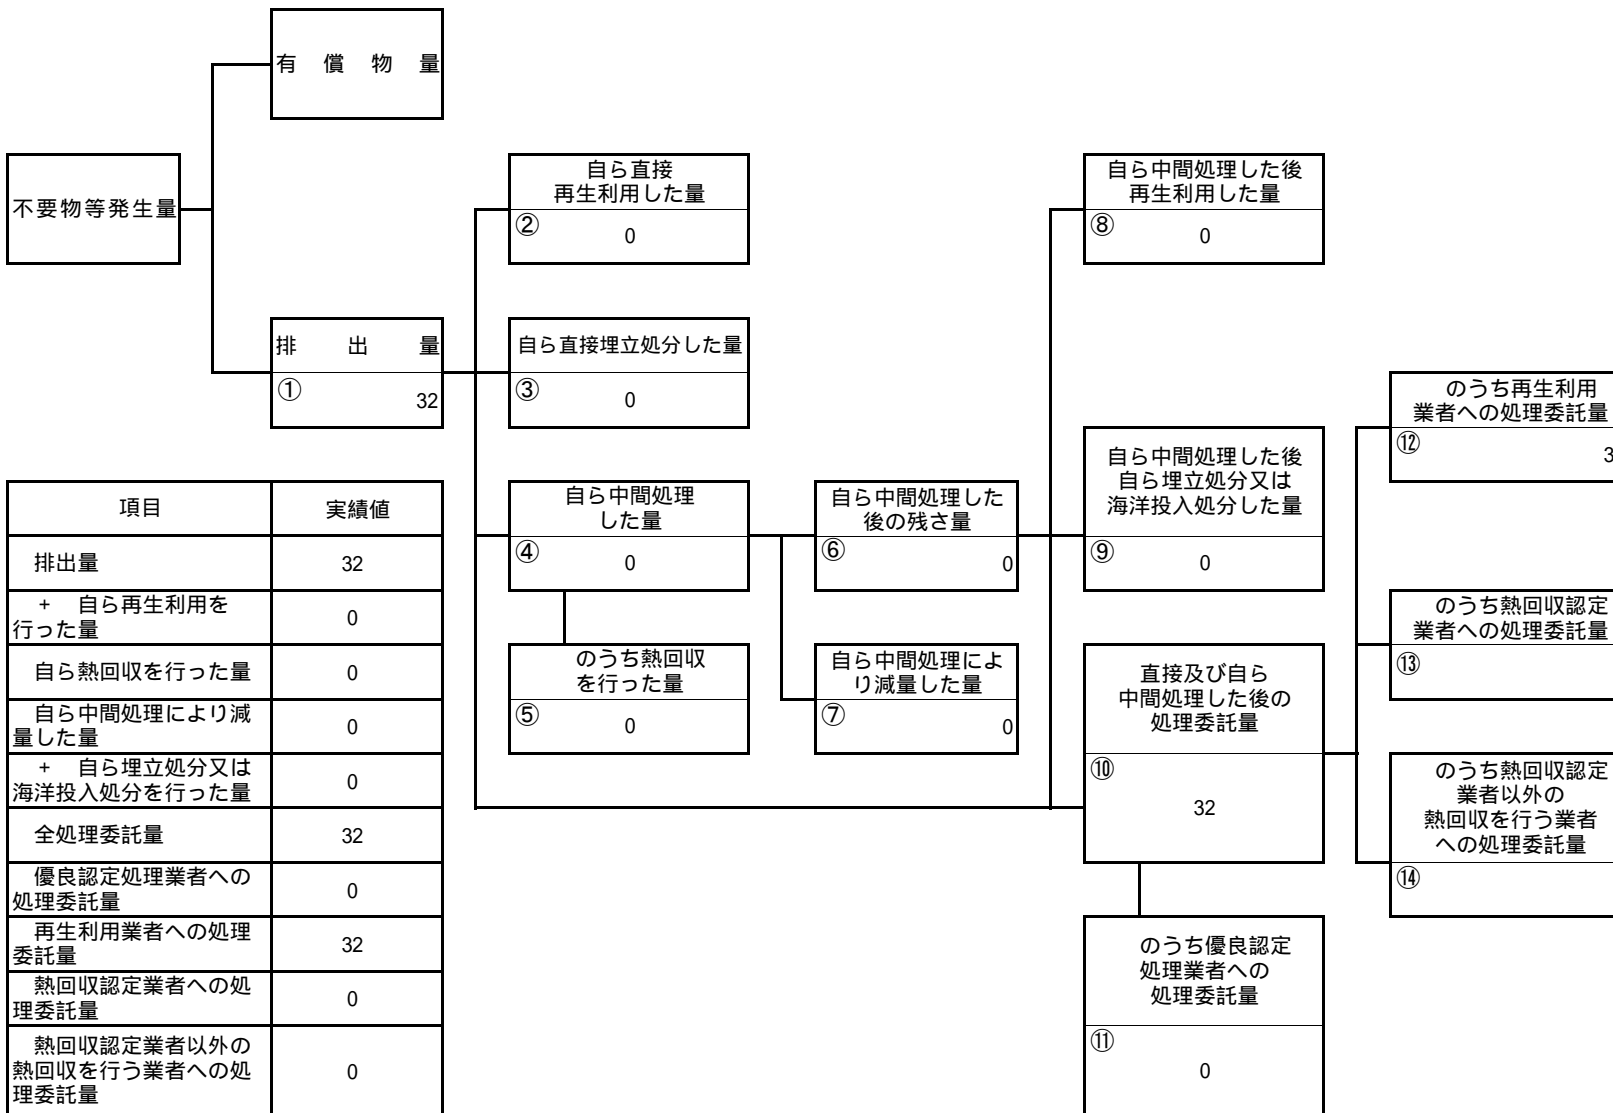 有償物量
不要物等発生量
排出量
①
32
自ら直接
再生利用した量
②
0
自ら直接埋立処分した量
③
0
自ら中間処理
した量
④
0
のうち熱回収
を行った量
⑤
0
自ら中間処理した
後の残さ量
⑥
0
自ら中間処理によ
り減量した量
⑦
0
自ら中間処理した後
再生利用した量
⑧
0
自ら中間処理した後
自ら埋立処分又は
海洋投入処分した量
⑨
0
直接及び自ら
中間処理した後の
処理委託量
⑩
32
のうち優良認定
処理業者への
処理委託量
⑪
0
のうち再生利用
業者への処理委託量
⑫
のうち熱回収認定
業者への処理委託量
⑬
のうち熱回収認定
業者以外の
熱回収を行う業者
への処理委託量
⑭
項目 実績値
排出量 32
+ 自ら再生利用を
行った量 0
自ら熱回収を行った量 0
自ら中間処理により減
量した量 0
+ 自ら埋立処分又は
海洋投入処分を行った量 0
全処理委託量 32
優良認定処理業者への
処理委託量 0
再生利用業者への処理
委託量 32
熱回収認定業者への処
理委託量 0
熱回収認定業者以外の
熱回収を行う業者への処
理委託量 0